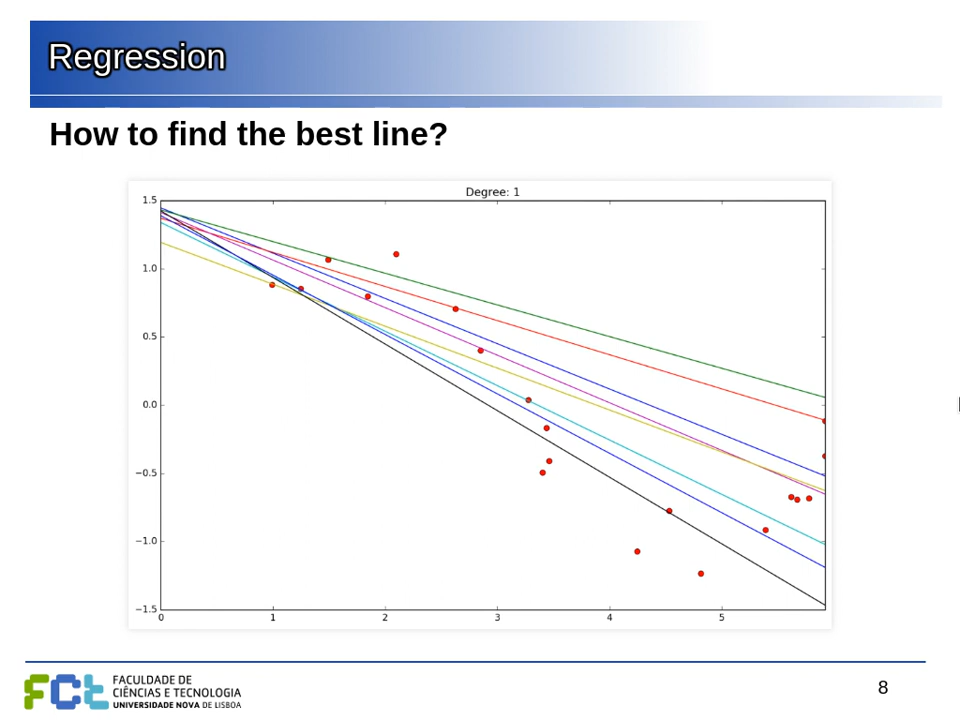 Regression
How to find the best line?
Degree: 1
1.5
1.0
0.5
0.0
−0.5
−1.0
−1.5
0 1 2 3 4 5
FACULDADE DE
CIÊNCIAS E TECNOLOGIA
UNIVERSIDADE NOVA DE LISBOA
8